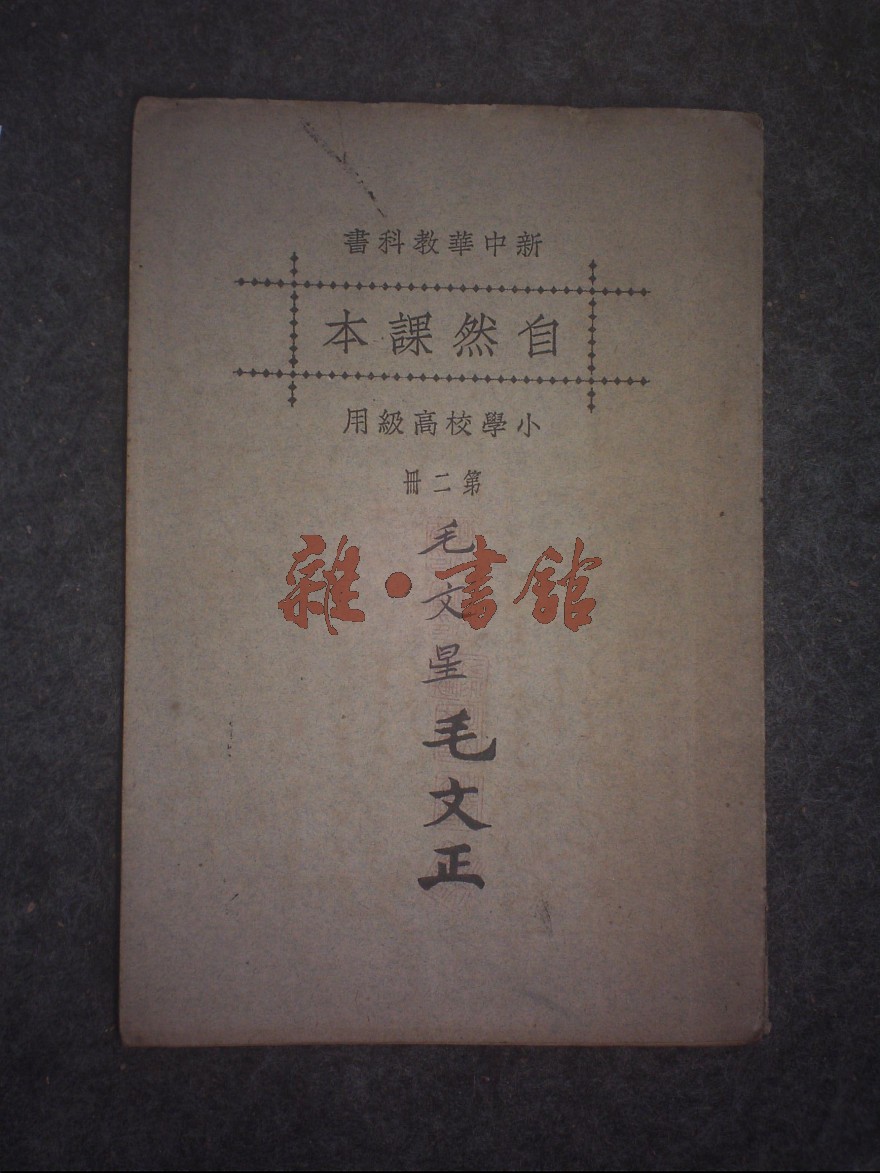 新中華教科書
自然課本
小學校高級用
第二冊
雜·書館
毛文星
毛文正